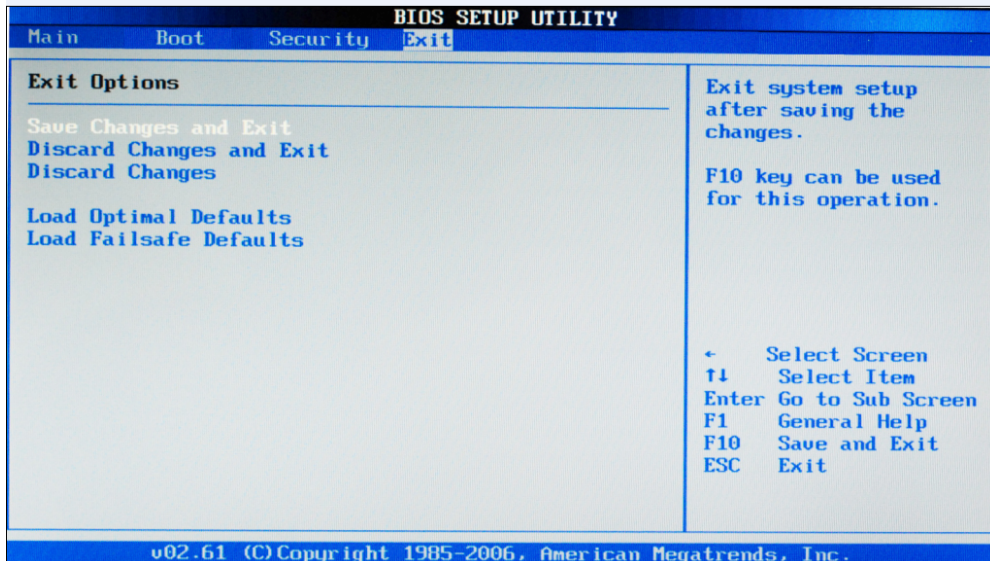 BIOS SETUP UTILITY
Main Boot Security Exit
Exit Options
Save Changes and Exit
Discard Changes and Exit
Discard Changes
Load Optimal Defaults
Load Failsafe Defaults
Exit system setup
after saving the
changes.
F10 key can be used
for this operation.
← Select Screen
↑↓ Select Item
Enter Go to Sub Screen
F1 General Help
F10 Save and Exit
ESC Exit
v02.61 (C)Copyright 1985-2006, American Megatrends, Inc.